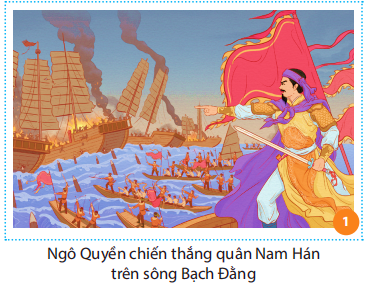 1
Ngô Quyền chiến thắng quân Nam Hán
trên sông Bạch Đằng